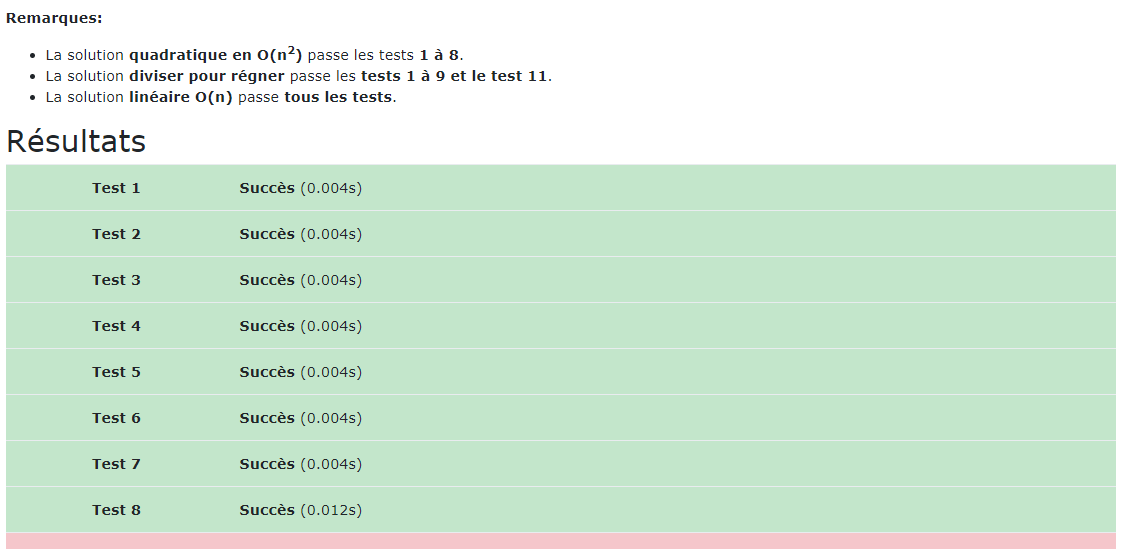 Remarques:
La solution quadratique en O(n²) passe les tests 1 à 8.
La solution diviser pour régner passe les tests 1 à 9 et le test 11.
La solution linéaire O(n) passe tous les tests.
Résultats
Test 1 Succès (0.004s)
Test 2 Succès (0.004s)
Test 3 Succès (0.004s)
Test 4 Succès (0.004s)
Test 5 Succès (0.004s)
Test 6 Succès (0.004s)
Test 7 Succès (0.004s)
Test 8 Succès (0.012s)